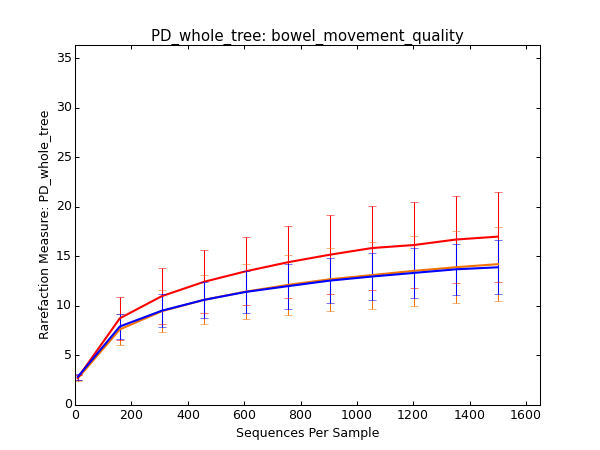 PD_whole_tree: bowel_movement_quality
Rarefaction Measure: PD_whole_tree
35
30
25
20
15
10
5
0
0 200 400 600 800 1000 1200 1400 1600
Sequences Per Sample